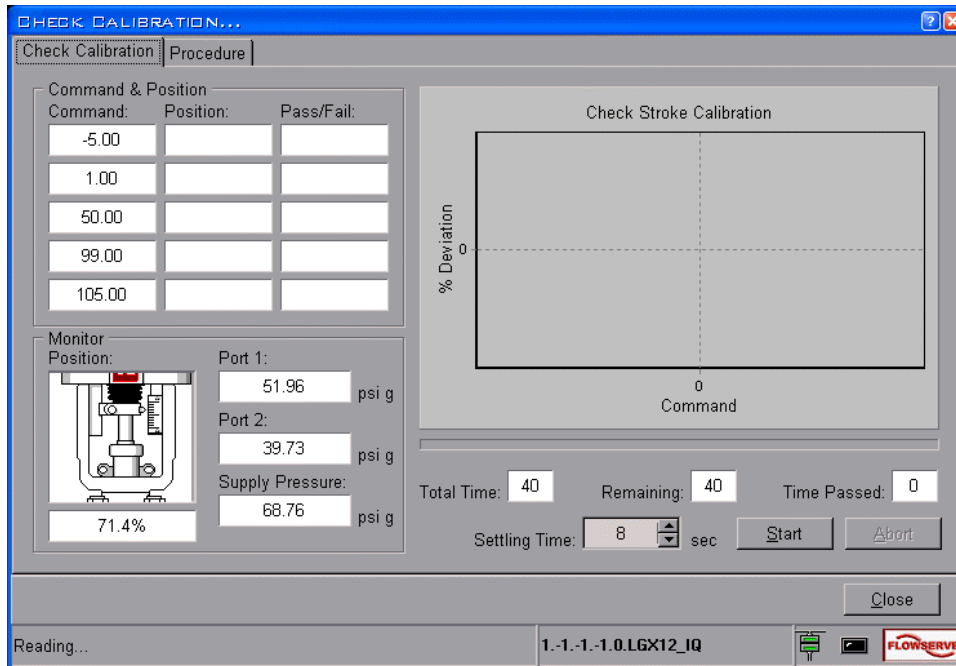 CHECK CALIBRATION...
Check Calibration Procedure
Command & Position
Command: Position: Pass/Fail:
-5.00
1.00
50.00
99.00
105.00
Monitor
Position:
71.4%
Port 1:
51.96 psi g
Port 2:
39.73 psi g
Supply Pressure:
68.76 psi g
Check Stroke Calibration
% Deviation
0
0
Command
Total Time: 40 Remaining: 40 Time Passed: 0
Settling Time: 8 sec Start Abort
Close
Reading... 1.-1.-1.-1.0.LGX12_IQ FLOWSERVE